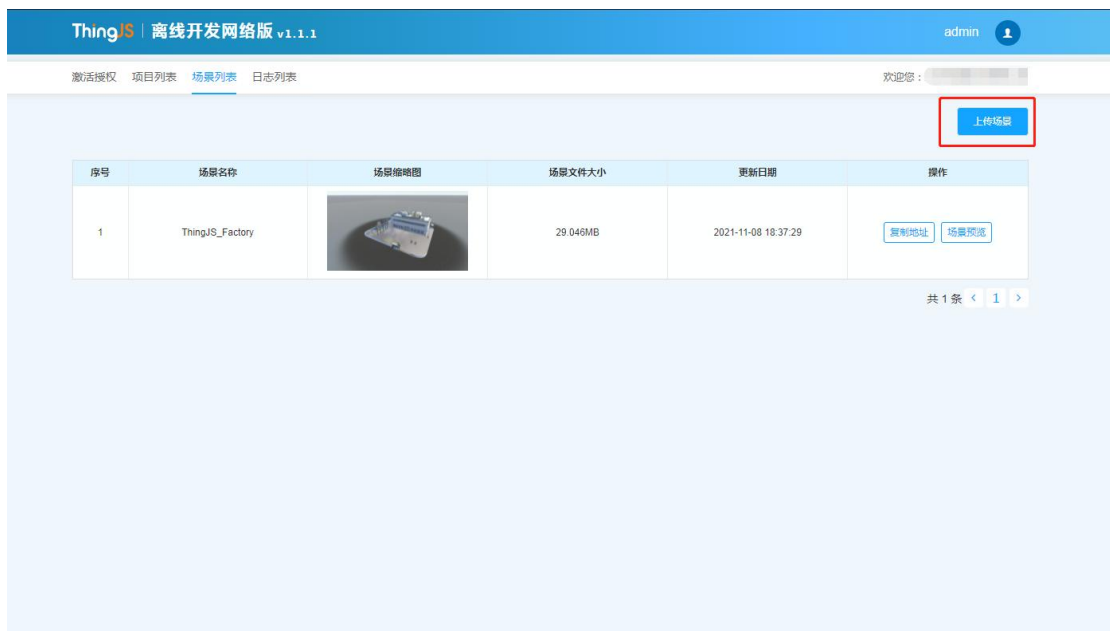 ThingJS | 离线开发网络版 v1.1.1 admin
激活授权 项目列表 场景列表 日志列表 欢迎您：
上传场景
序号 场景名称 场景缩略图 场景文件大小 更新日期 操作
1 ThingJS_Factory 29.046MB 2021-11-08 18:37:29 复制地址 场景预览
共 1 条 < 1 >